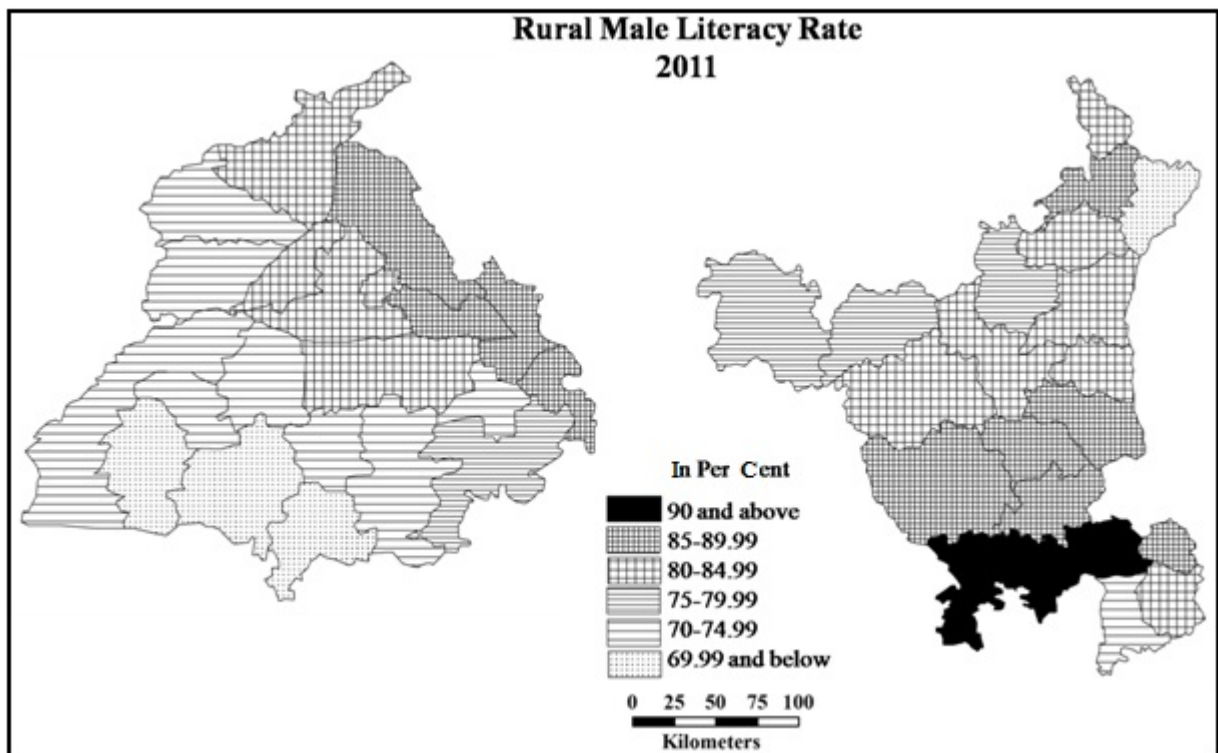 Rural Male Literacy Rate
2011
In Per Cent
90 and above
85-89.99
80-84.99
75-79.99
70-74.99
69.99 and below
0 25 50 75 100
Kilometers